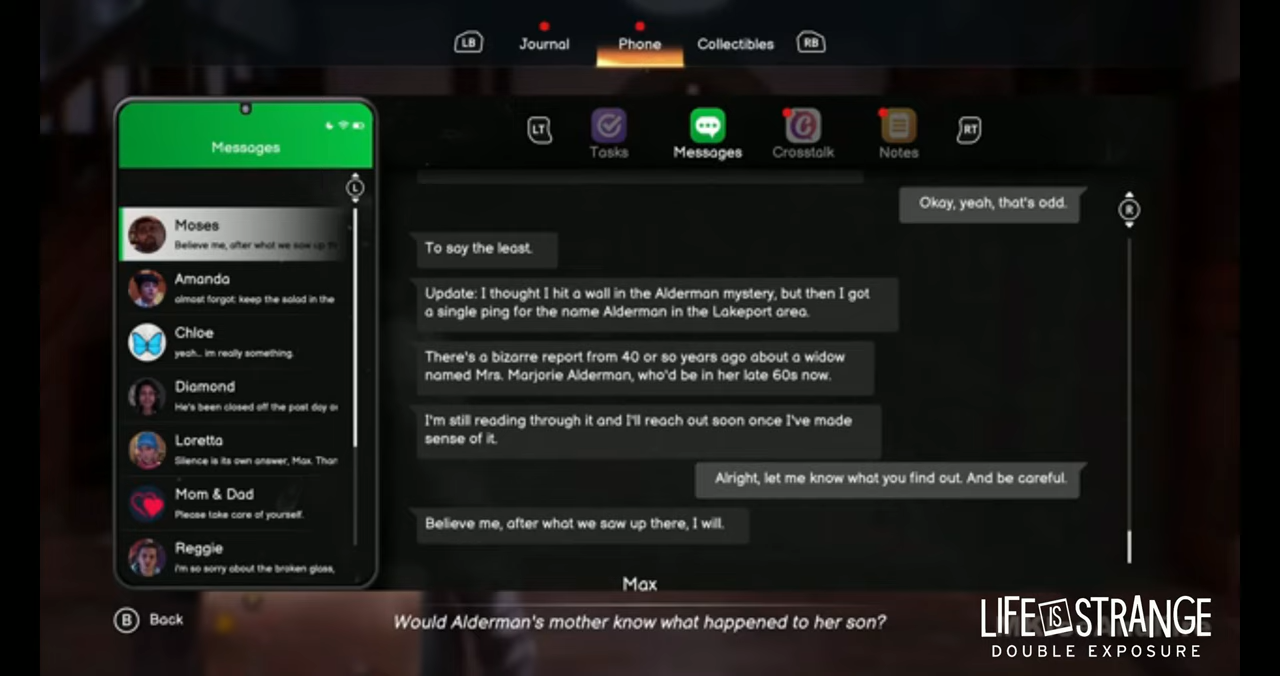 LB Journal Phone Collectibles RB
Messages
LT Tasks Messages Crosstalk Notes RT
L
R
Moses
Believe me, after what we saw up
Amanda
almost forgot: keep the salad in the
Chloe
yeah.. im really something.
Diamond
He's been closed off the past day
Loretta
Silence is its own answer, Max.
Mom & Dad
Please take care of yourself.
Reggie
I'm so sorry about the broken glass,
Okay, yeah, that's odd.
To say the least.
Update: I thought I hit a wall in the Alderman mystery, but then I got
a single ping for the name Alderman in the Lakeport area.
There's a bizarre report from 40 or so years ago about a widow
named Mrs. Marjorie Alderman, who'd be in her late 60s now.
I'm still reading through it and I'll reach out soon once I've made
sense of it.
Alright, let me know what you find out. And be careful.
Believe me, after what we saw up there, I will.
Max
Would Alderman's mother know what happened to her son?
B Back
LIFE IS STRANGE
DOUBLE EXPOSURE